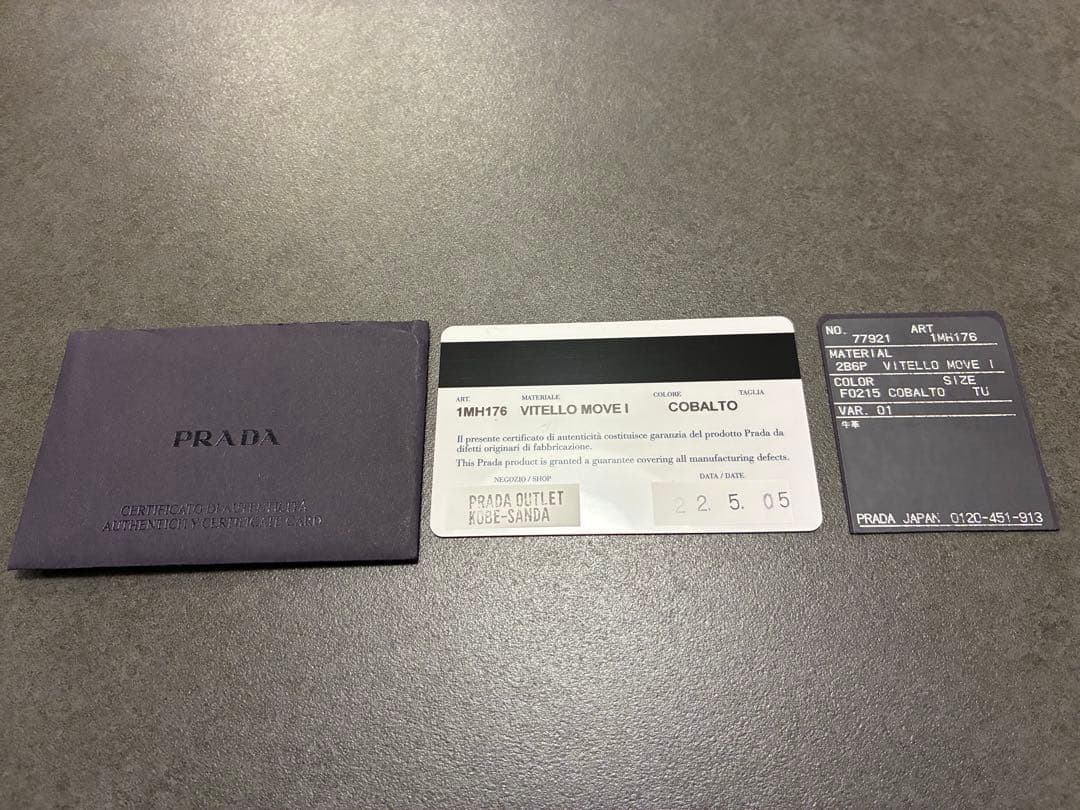 PRADA
CERTIFICATO DI AUTENTICITÀ
AUTHENTICITY CERTIFICATE CARD
ART. MATERIALE COLORE TAGLIA
1MH176 VITELLO MOVE I COBALTO
Il presente certificato di autenticità costituisce garanzia del prodotto Prada da
difetti originari di fabbricazione.
This Prada product is granted a guarantee covering all manufacturing defects.
NEGOZIO / SHOP DATA / DATE
PRADA OUTLET
KOBE-SANDA
22. 5. 05
NO. ART
77921 1MH176
MATERIAL
2B6P VITELLO MOVE I
COLOR SIZE
F0215 COBALTO TU
VAR. 01
牛革
PRADA JAPAN 0120-451-913